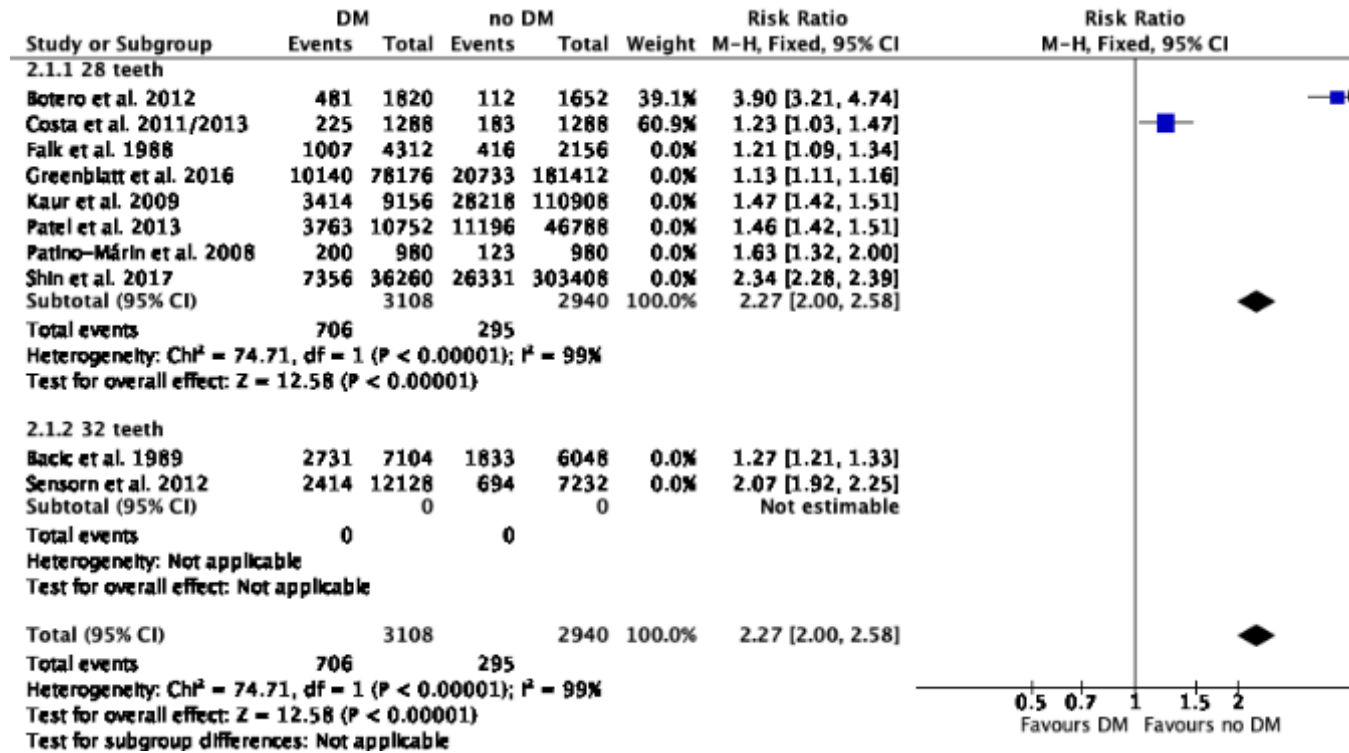 DM no DM Risk Ratio Risk Ratio
Study or Subgroup Events Total Events Total Weight M-H, Fixed, 95% CI M-H, Fixed, 95% CI
2.1.1 28 teeth
Botero et al. 2012 481 1820 112 1652 39.1% 3.90 [3.21, 4.74]
Costa et al. 2011/2013 225 1288 183 1288 60.9% 1.23 [1.03, 1.47]
Falk et al. 1988 1007 4312 416 2156 0.0% 1.21 [1.09, 1.34]
Greenblatt et al. 2016 10140 78176 20733 181412 0.0% 1.13 [1.11, 1.16]
Kaur et al. 2009 3414 9156 28218 110908 0.0% 1.47 [1.42, 1.51]
Patel et al. 2013 3763 10752 11196 46788 0.0% 1.46 [1.42, 1.51]
Patino-Márin et al. 2008 200 980 123 980 0.0% 1.63 [1.32, 2.00]
Shin et al. 2017 7356 36260 26331 303408 0.0% 2.34 [2.28, 2.39]
Subtotal (95% CI) 3108 2940 100.0% 2.27 [2.00, 2.58]
Total events 706 295
Heterogeneity: Chi² = 74.71, df = 1 (P < 0.00001); I² = 99%
Test for overall effect: Z = 12.58 (P < 0.00001)
2.1.2 32 teeth
Bacic et al. 1989 2731 7104 1833 6048 0.0% 1.27 [1.21, 1.33]
Sensorn et al. 2012 2414 12128 694 7232 0.0% 2.07 [1.92, 2.25]
Subtotal (95% CI) 0 0 Not estimable
Total events 0 0
Heterogeneity: Not applicable
Test for overall effect: Not applicable
Total (95% CI) 3108 2940 100.0% 2.27 [2.00, 2.58]
Total events 706 295
Heterogeneity: Chi² = 74.71, df = 1 (P < 0.00001); I² = 99%
Test for overall effect: Z = 12.58 (P < 0.00001)
Test for subgroup differences: Not applicable
0.5 0.7 1 1.5 2
Favours DM Favours no DM